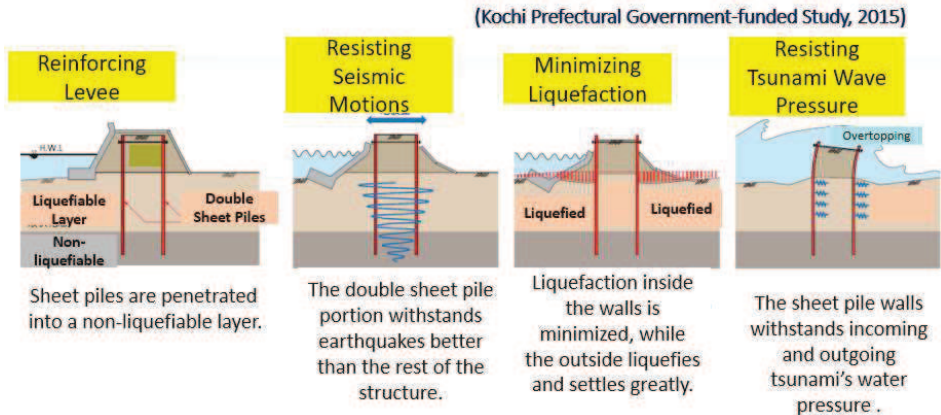 (Kochi Prefectural Government-funded Study, 2015)
Reinforcing
Levee
H.W.L
Liquefiable
Layer
Double
Sheet Piles
Non-
liquefiable
Sheet piles are penetrated
into a non-liquefiable layer.
Resisting
Seismic
Motions
The double sheet pile
portion withstands
earthquakes better
than the rest of the
structure.
Minimizing
Liquefaction
Liquefied
Liquefied
Liquefaction inside
the walls is
minimized, while
the outside liquefies
and settles greatly.
Resisting
Tsunami Wave
Pressure
Overtopping
The sheet pile walls
withstands incoming
and outgoing
tsunami's water
pressure .